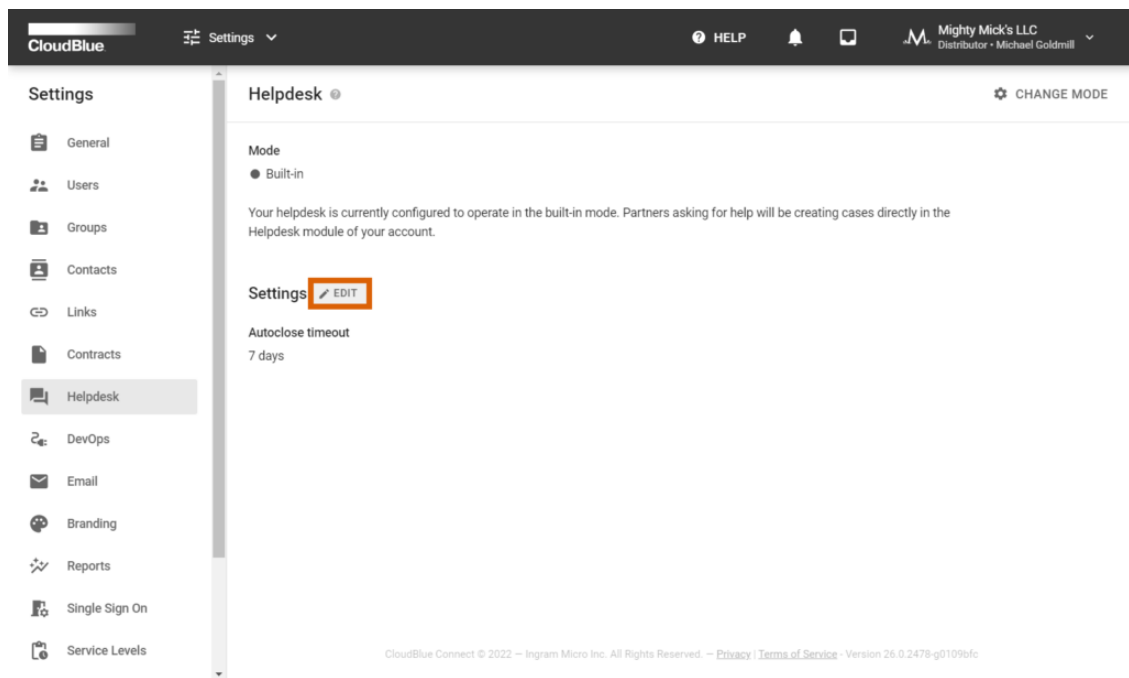 CloudBlue
Settings
HELP
Mighty Mick's LLC
Distributor • Michael Goldmill
Settings
General
Users
Groups
Contacts
Links
Contracts
Helpdesk
DevOps
Email
Branding
Reports
Single Sign On
Service Levels
Helpdesk
CHANGE MODE
Mode
Built-in
Your helpdesk is currently configured to operate in the built-in mode. Partners asking for help will be creating cases directly in the
Helpdesk module of your account.
Settings EDIT
Autoclose timeout
7 days
CloudBlue Connect © 2022 — Ingram Micro Inc. All Rights Reserved. — Privacy | Terms of Service - Version 26.0.2478-g0109bfc